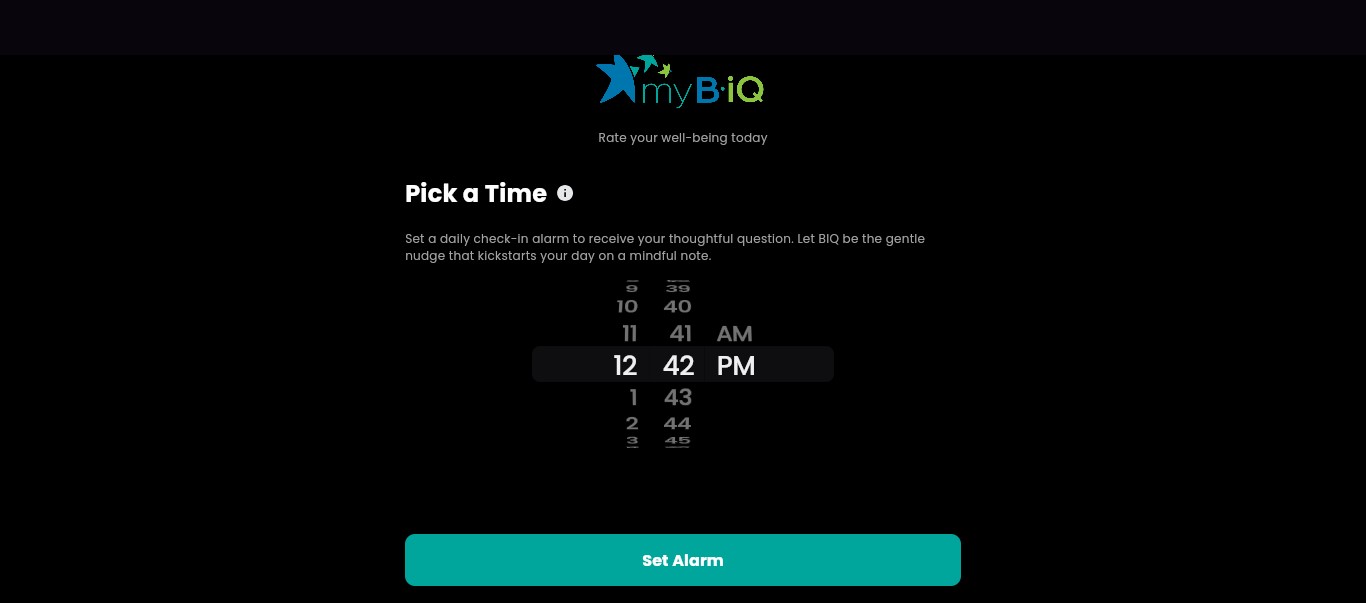 myB·iQ
Rate your well-being today
Pick a Time
Set a daily check-in alarm to receive your thoughtful question. Let BIQ be the gentle
nudge that kickstarts your day on a mindful note.
9 39
10 40
11 41 AM
12 42 PM
1 43
2 44
3 45
Set Alarm